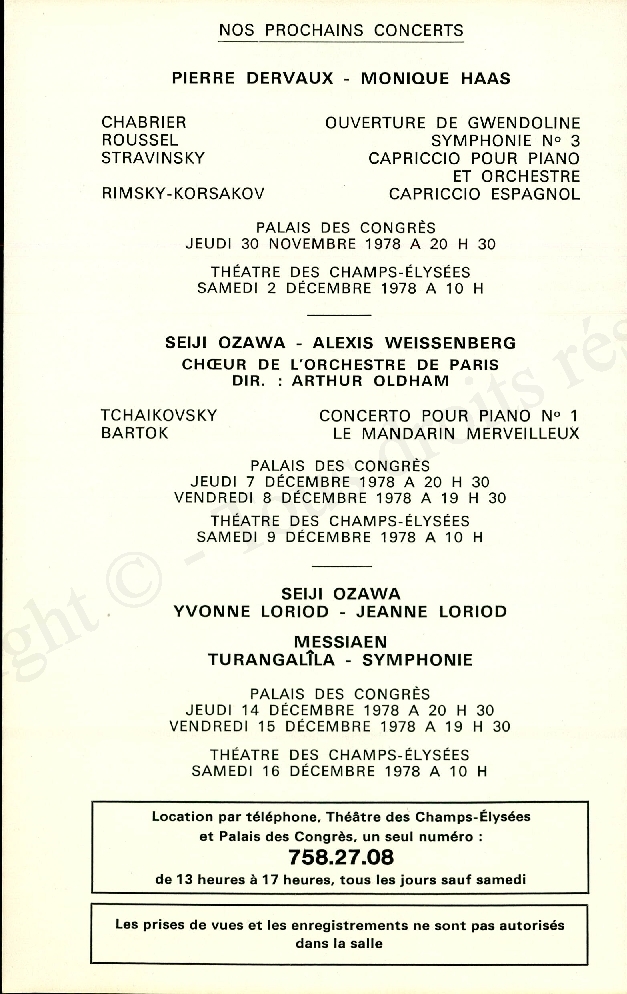 NOS PROCHAINS CONCERTS
PIERRE DERVAUX - MONIQUE HAAS
CHABRIER OUVERTURE DE GWENDOLINE
ROUSSEL SYMPHONIE Nº 3
STRAVINSKY CAPRICCIO POUR PIANO
ET ORCHESTRE
RIMSKY-KORSAKOV CAPRICCIO ESPAGNOL
PALAIS DES CONGRÈS
JEUDI 30 NOVEMBRE 1978 A 20 H 30
THÉATRE DES CHAMPS-ÉLYSÉES
SAMEDI 2 DÉCEMBRE 1978 A 10 H
SEIJI OZAWA - ALEXIS WEISSENBERG
CHŒUR DE L'ORCHESTRE DE PARIS
DIR. : ARTHUR OLDHAM
TCHAIKOVSKY CONCERTO POUR PIANO Nº 1
BARTOK LE MANDARIN MERVEILLEUX
PALAIS DES CONGRÈS
JEUDI 7 DÉCEMBRE 1978 A 20 H 30
VENDREDI 8 DÉCEMBRE 1978 A 19 H 30
THÉATRE DES CHAMPS-ÉLYSÉES
SAMEDI 9 DÉCEMBRE 1978 A 10 H
SEIJI OZAWA
YVONNE LORIOD - JEANNE LORIOD
MESSIAEN
TURANGALÎLA - SYMPHONIE
PALAIS DES CONGRÈS
JEUDI 14 DÉCEMBRE 1978 A 20 H 30
VENDREDI 15 DÉCEMBRE 1978 A 19 H 30
THÉATRE DES CHAMPS-ÉLYSÉES
SAMEDI 16 DÉCEMBRE 1978 A 10 H
Location par téléphone, Théâtre des Champs-Élysées
et Palais des Congrès, un seul numéro :
758.27.08
de 13 heures à 17 heures, tous les jours sauf samedi
Les prises de vues et les enregistrements ne sont pas autorisés
dans la salle
ght © - Tous droits rés